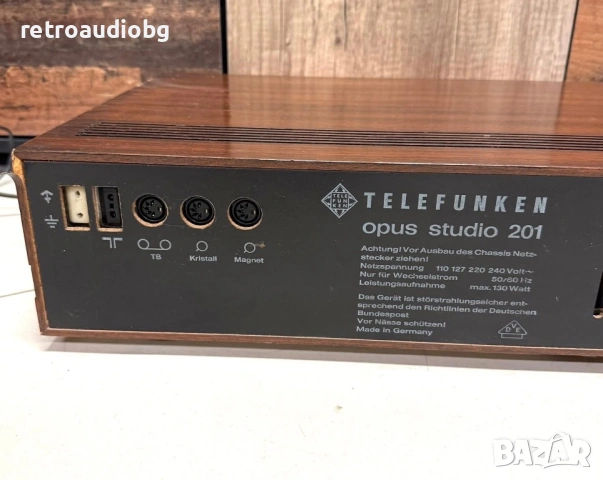 retroaudiobg
TELE
FUN
KEN
TELEFUNKEN
opus studio 201
TB
Kristall
Magnet
Achtung! Vor Ausbau des Chassis Netz-
stecker ziehen!
Netzspannung 110 127 220 240 Volt~
Nur für Wechselstrom 50/60 Hz
Leistungsaufnahme max. 130 Watt
Das Gerät ist störstrahlungssicher ent-
sprechend den Richtlinien der Deutschen
Bundespost
Vor Nässe schützen!
Made in Germany
VDE
BAZAR